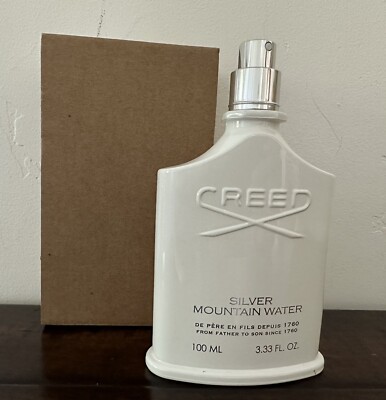 CREED
SILVER
MOUNTAIN WATER
DE PÈRE EN FILS DEPUIS 1760
FROM FATHER TO SON SINCE 1760
100 ML 3.33 FL. OZ.